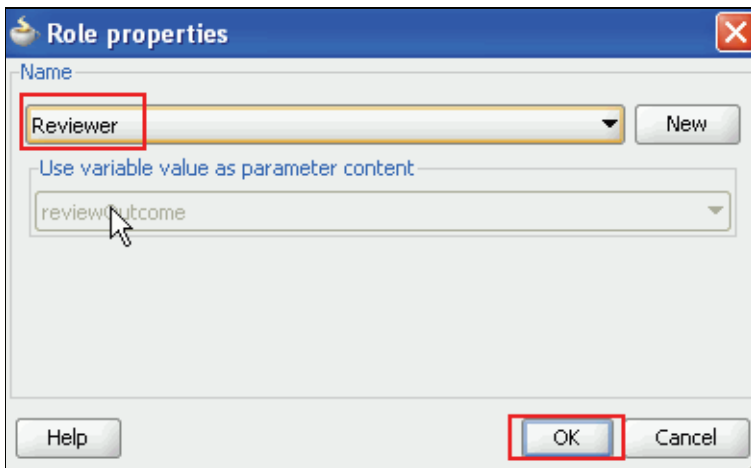 Role properties
Name
Reviewer
New
Use variable value as parameter content
reviewOutcome
Help
OK
Cancel